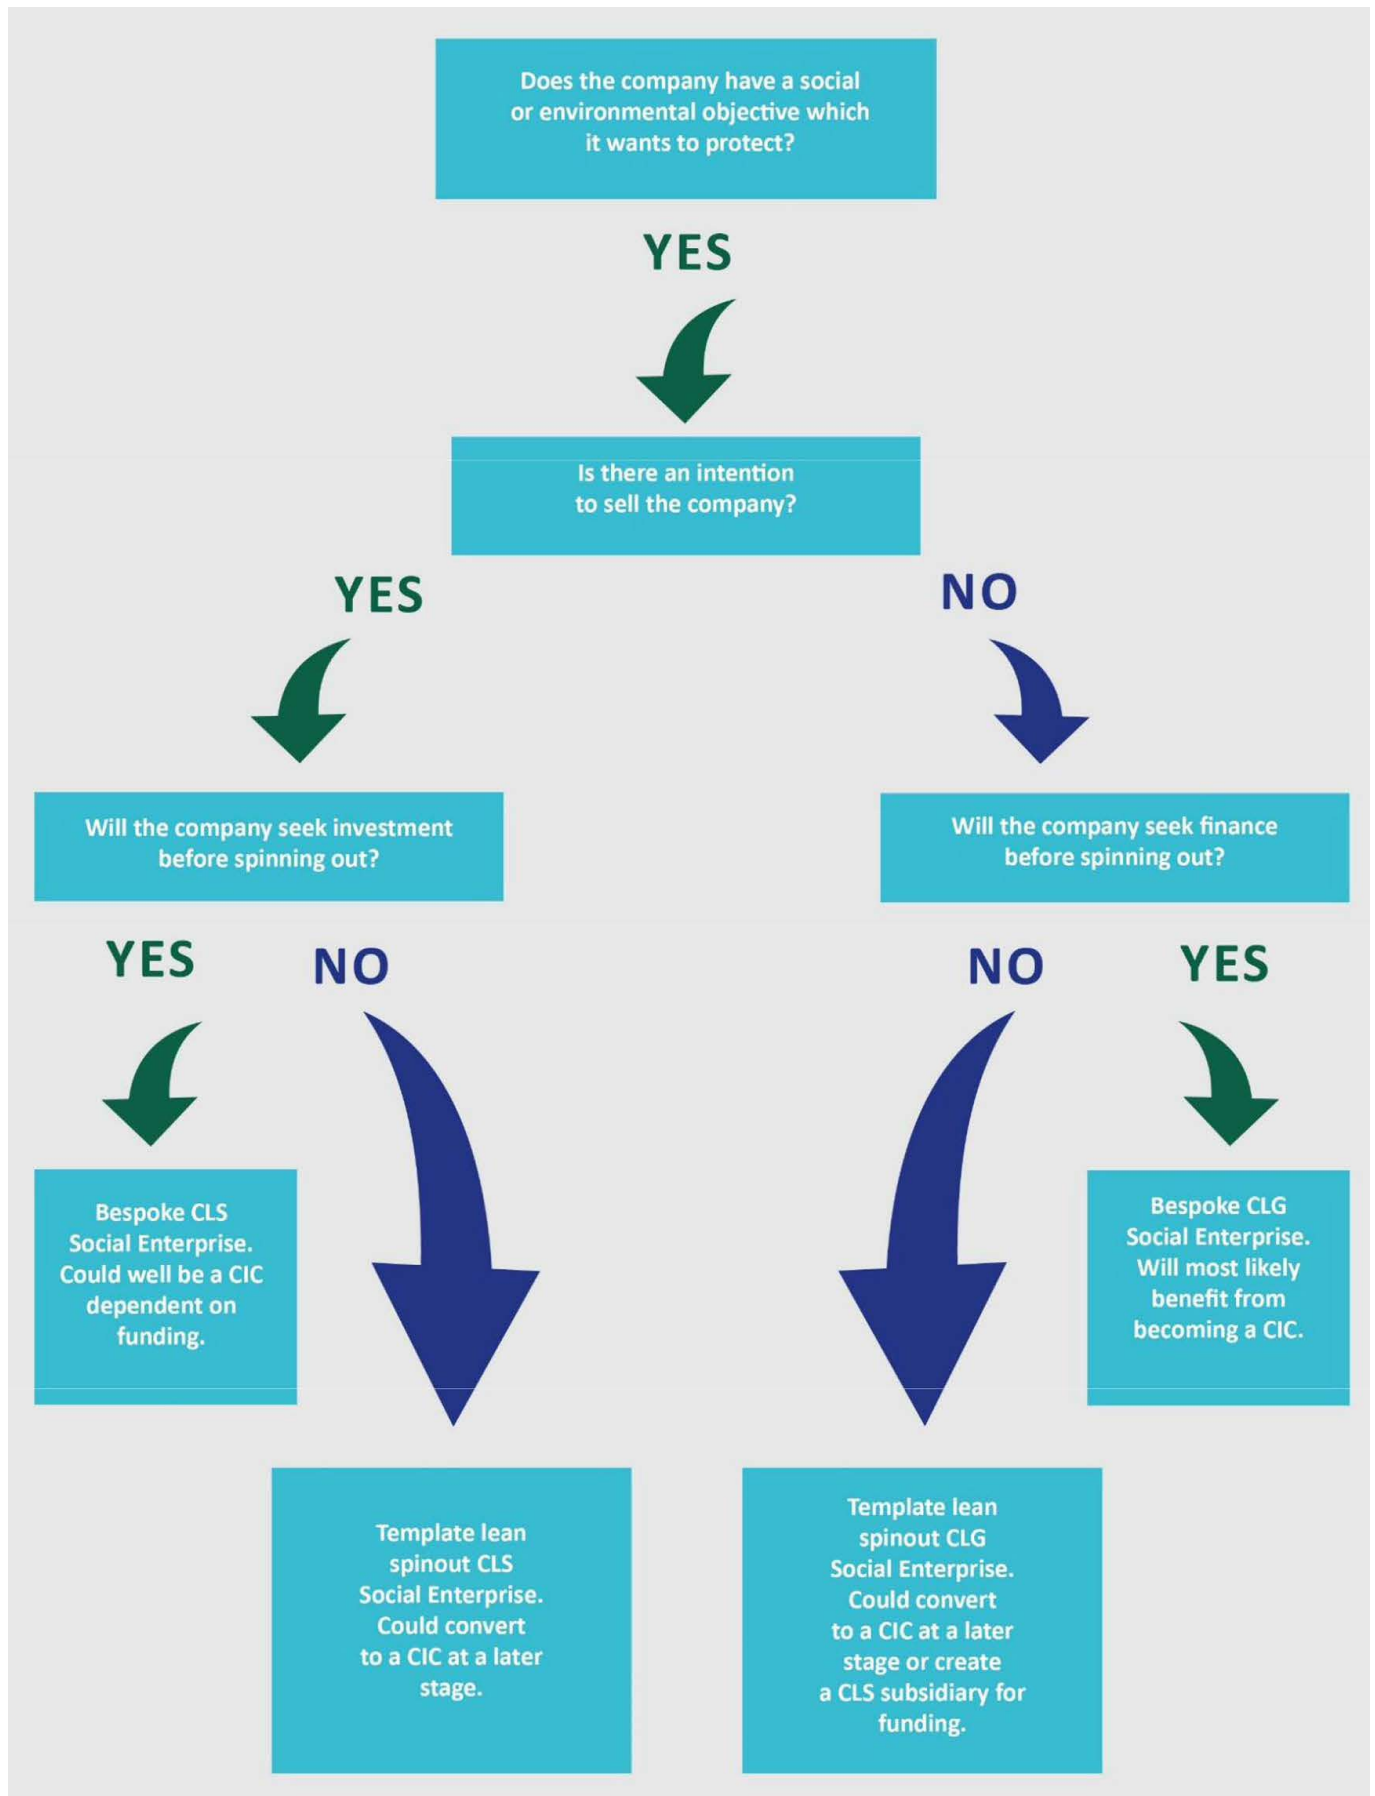 Does the company have a social
or environmental objective which
it wants to protect?
YES
Is there an intention
to sell the company?
YES
NO
Will the company seek investment
before spinning out?
Will the company seek finance
before spinning out?
YES
NO
NO
YES
Bespoke CLS
Social Enterprise.
Could well be a CIC
dependent on
funding.
Bespoke CLG
Social Enterprise.
Will most likely
benefit from
becoming a CIC.
Template lean
spinout CLS
Social Enterprise.
Could convert
to a CIC at a later
stage.
Template lean
spinout CLG
Social Enterprise.
Could convert
to a CIC at a later
stage or create
a CLS subsidiary for
funding.